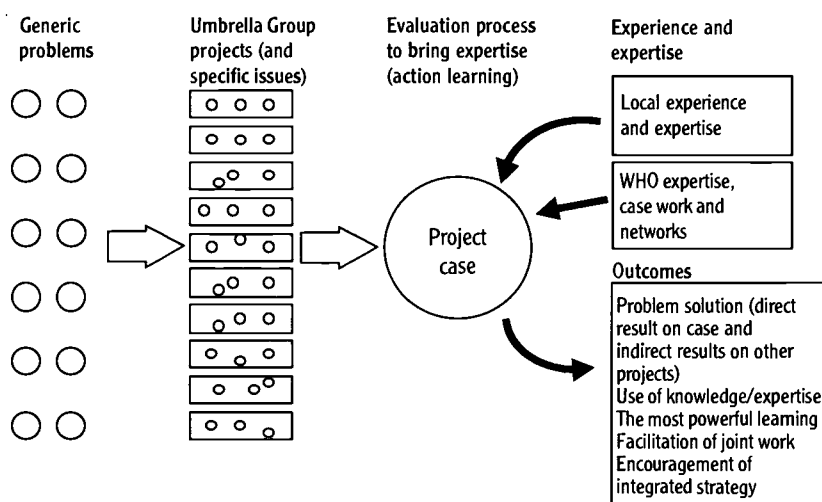 Generic
problems
Umbrella Group
projects (and
specific issues)
Evaluation process
to bring expertise
(action learning)
Experience and
expertise
Local experience
and expertise
WHO expertise,
case work and
networks
Project
case
Outcomes
Problem solution (direct
result on case and
indirect results on other
projects)
Use of knowledge/expertise
The most powerful learning
Facilitation of joint work
Encouragement of
integrated strategy